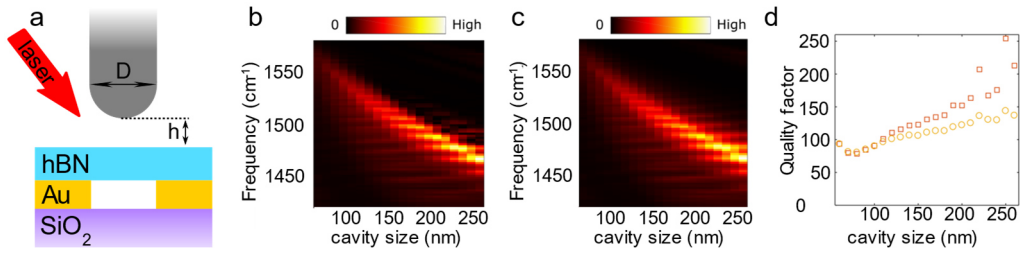 a
laser
D
h
hBN
Au
SiO2
b
0 High
Frequency (cm-1)
1550
1500
1450
100 150 200 250
cavity size (nm)
c
0 High
Frequency (cm-1)
1550
1500
1450
100 150 200 250
cavity size (nm)
d
Quality factor
250
200
150
100
50
0
100 150 200 250
cavity size (nm)